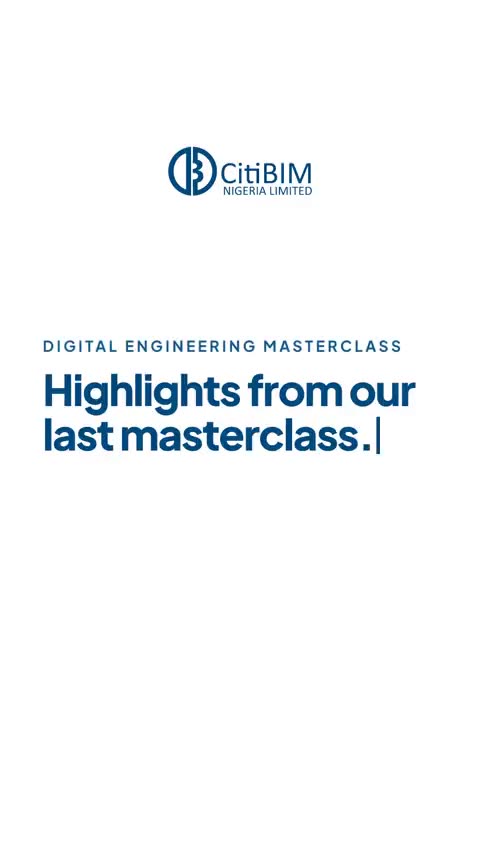 CitiBIM
NIGERIA LIMITED
DIGITAL ENGINEERING MASTERCLASS
Highlights from our
last masterclass.